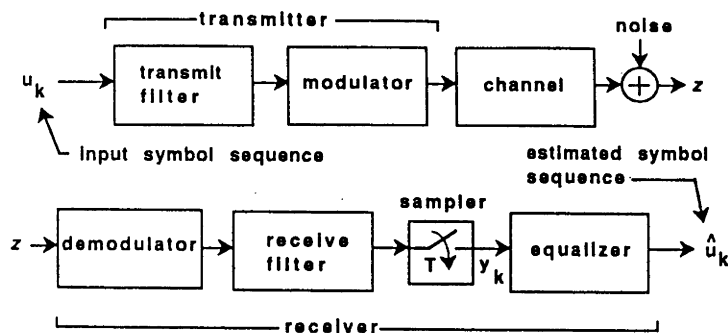 transmitter
noise
u_k
transmit filter
modulator
channel
+
z
input symbol sequence
estimated symbol sequence
sampler
z
demodulator
receive filter
T
y_k
equalizer
û_k
receiver